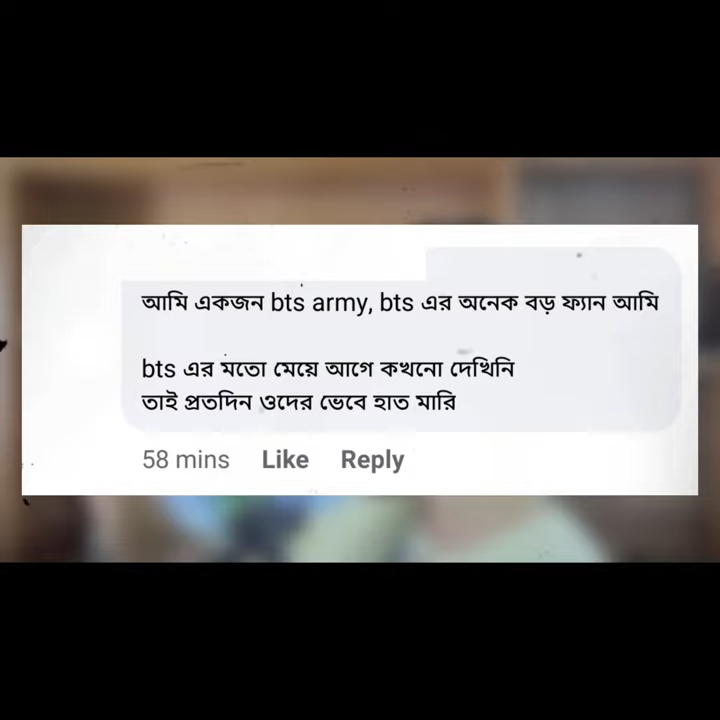 আমি একজন bts army, bts এর অনেক বড় ফ্যান আমি
bts এর মতো মেয়ে আগে কখনো দেখিনি
তাই প্রতদিন ওদের ভেবে হাত মারি
58 mins Like Reply